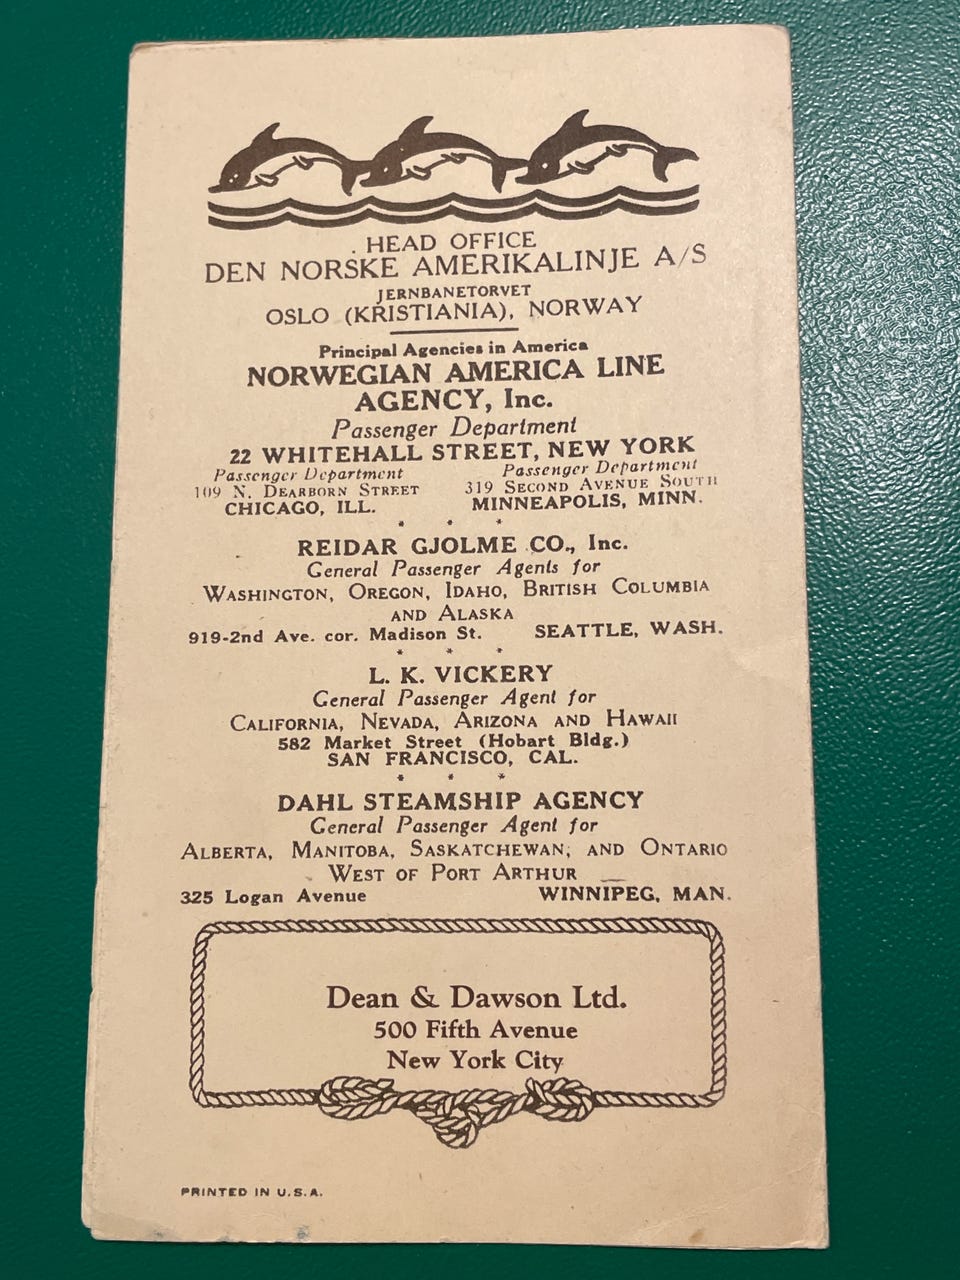 HEAD OFFICE
DEN NORSKE AMERIKALINJE A/S
JERNBANETORVET
OSLO (KRISTIANIA), NORWAY
Principal Agencies in America
NORWEGIAN AMERICA LINE
AGENCY, Inc.
Passenger Department
22 WHITEHALL STREET, NEW YORK
Passenger Department
109 N. DEARBORN STREET
CHICAGO, ILL.
Passenger Department
319 SECOND AVENUE SOUTH
MINNEAPOLIS, MINN.
* * *
REIDAR GJOLME CO., Inc.
General Passenger Agents for
WASHINGTON, OREGON, IDAHO, BRITISH COLUMBIA
AND ALASKA
919-2nd Ave. cor. Madison St. SEATTLE, WASH.
* * *
L. K. VICKERY
General Passenger Agent for
CALIFORNIA, NEVADA, ARIZONA AND HAWAII
582 Market Street (Hobart Bldg.)
SAN FRANCISCO, CAL.
* * *
DAHL STEAMSHIP AGENCY
General Passenger Agent for
ALBERTA, MANITOBA, SASKATCHEWAN, AND ONTARIO
WEST OF PORT ARTHUR
325 Logan Avenue WINNIPEG, MAN.
Dean & Dawson Ltd.
500 Fifth Avenue
New York City
PRINTED IN U.S.A.